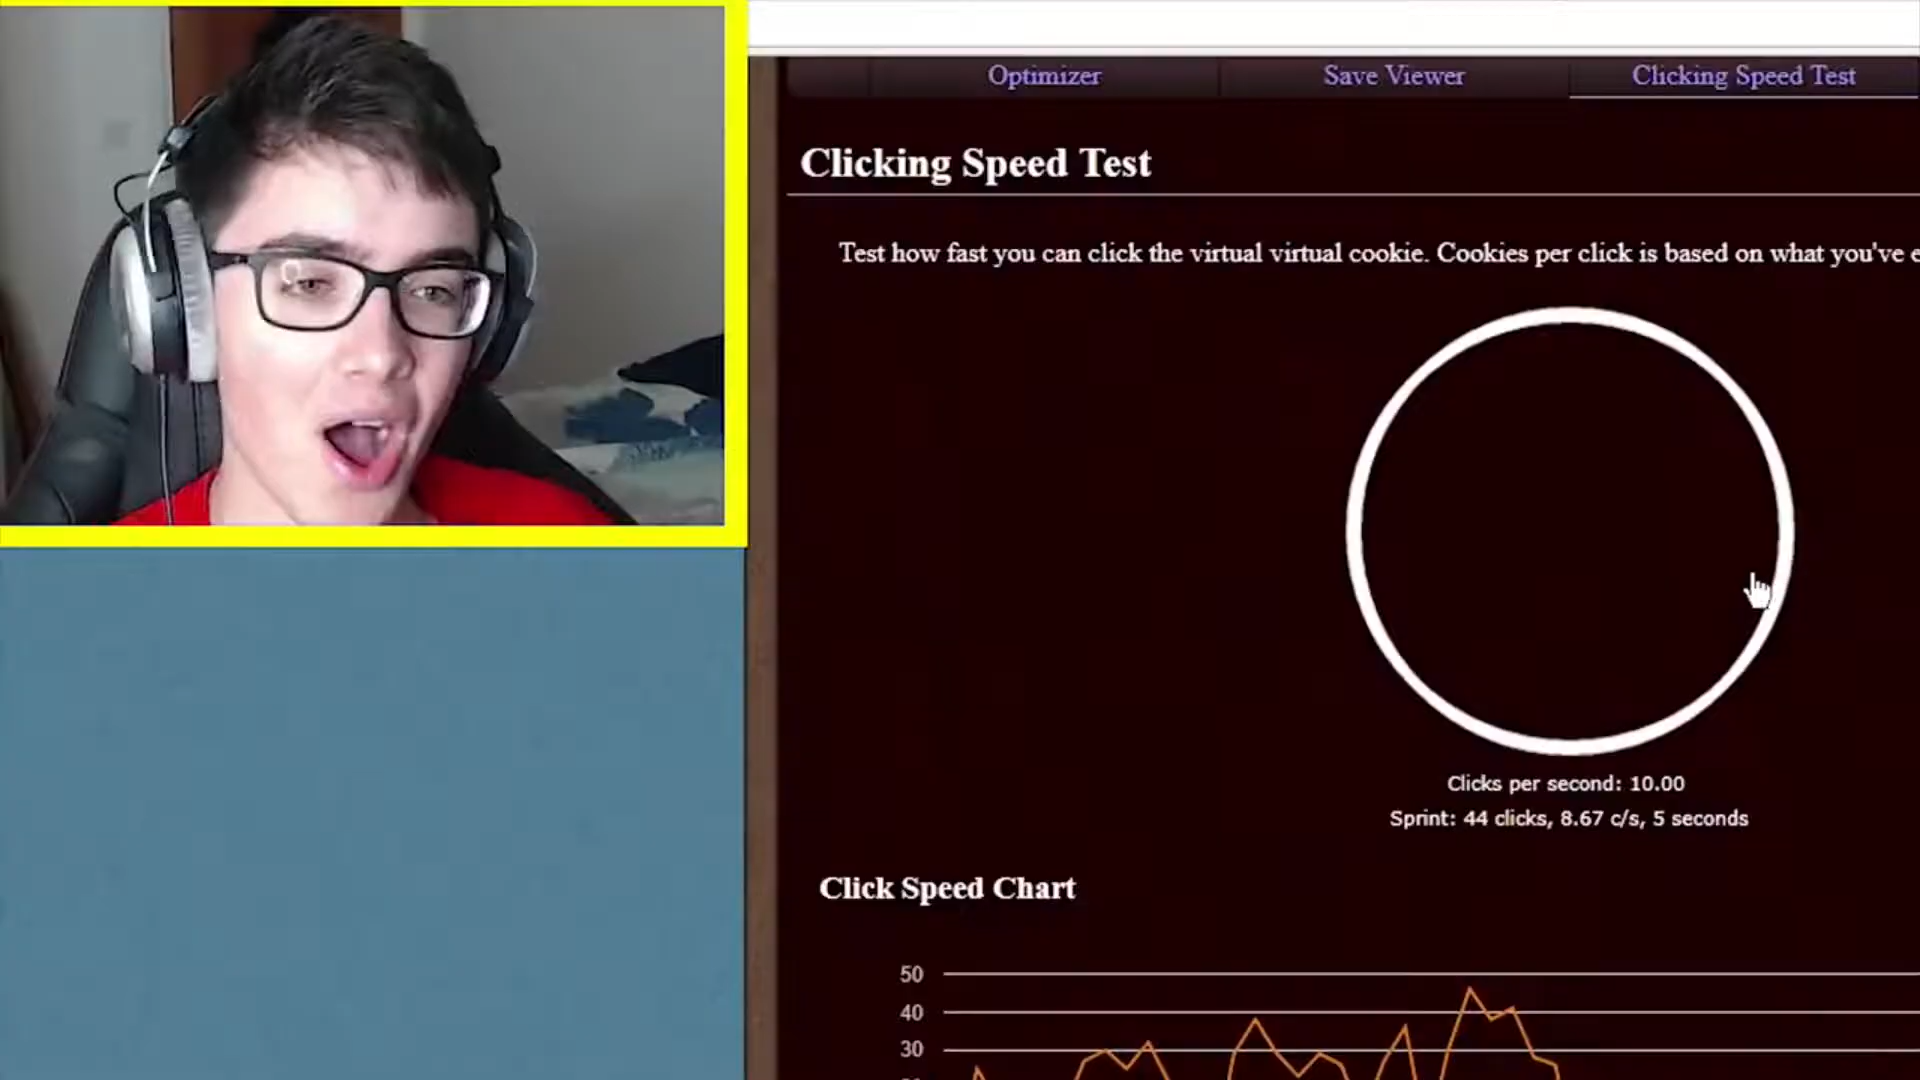 Optimizer
Save Viewer
Clicking Speed Test
Clicking Speed Test
Test how fast you can click the virtual virtual cookie. Cookies per click is based on what you've
Clicks per second: 10.00
Sprint: 44 clicks, 8.67 c/s, 5 seconds
Click Speed Chart
50
40
30